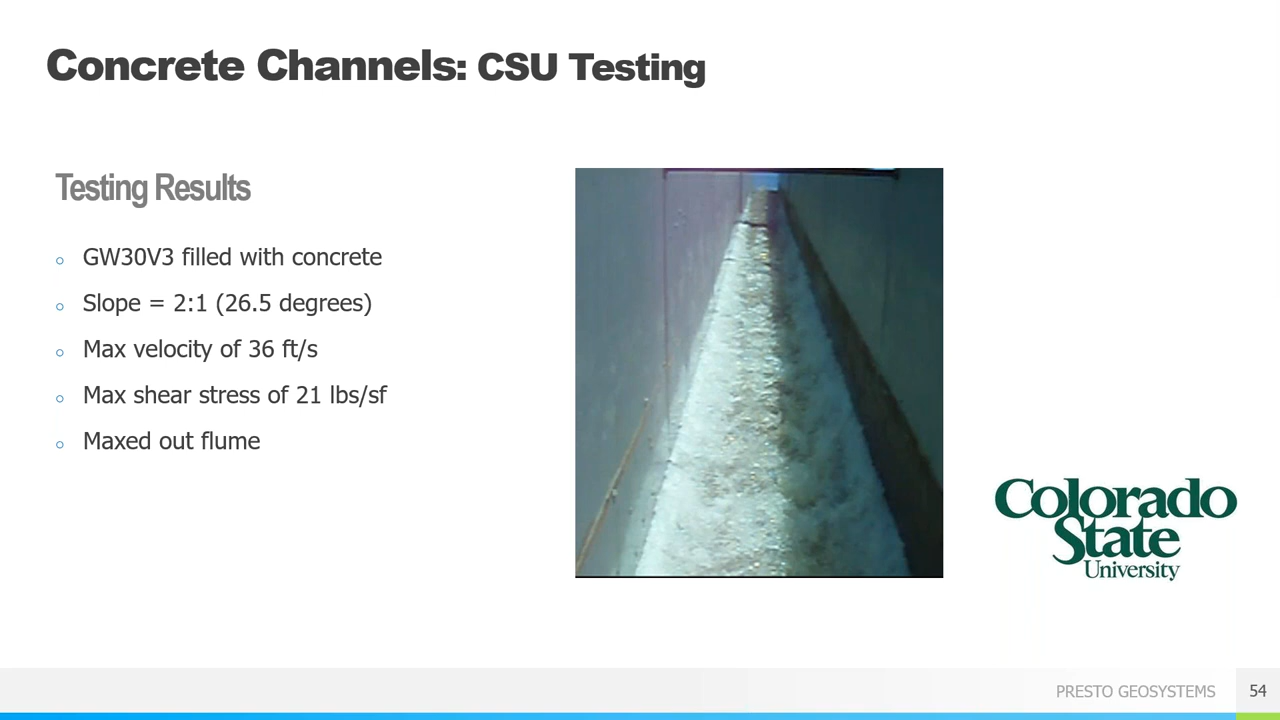 Concrete Channels: CSU Testing
Testing Results
GW30V3 filled with concrete
Slope = 2:1 (26.5 degrees)
Max velocity of 36 ft/s
Max shear stress of 21 lbs/sf
Maxed out flume
Colorado
State
University
PRESTO GEOSYSTEMS
54